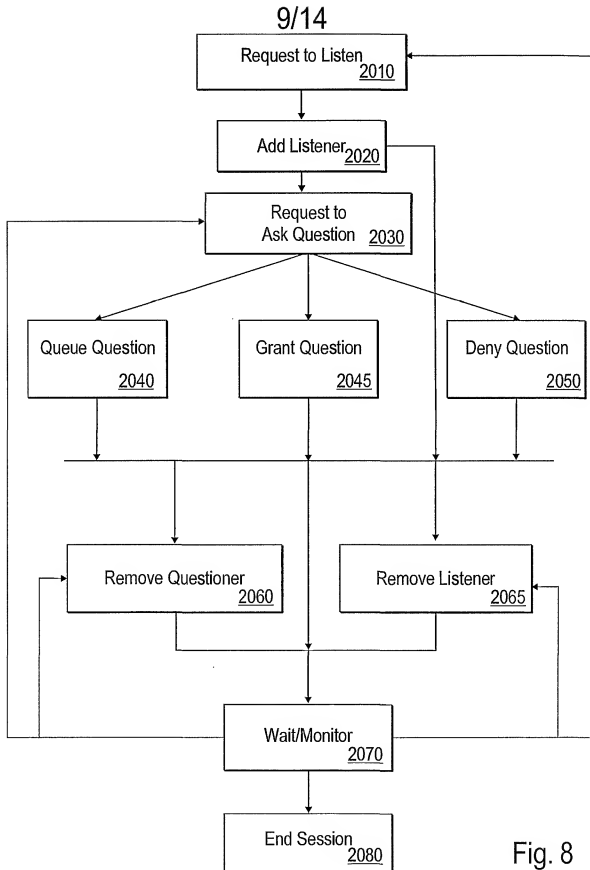 9/14
Request to Listen
2010
Add Listener
2020
Request to
Ask Question
2030
Queue Question
2040
Grant Question
2045
Deny Question
2050
Remove Questioner
2060
Remove Listener
2065
Wait/Monitor
2070
End Session
2080
Fig. 8